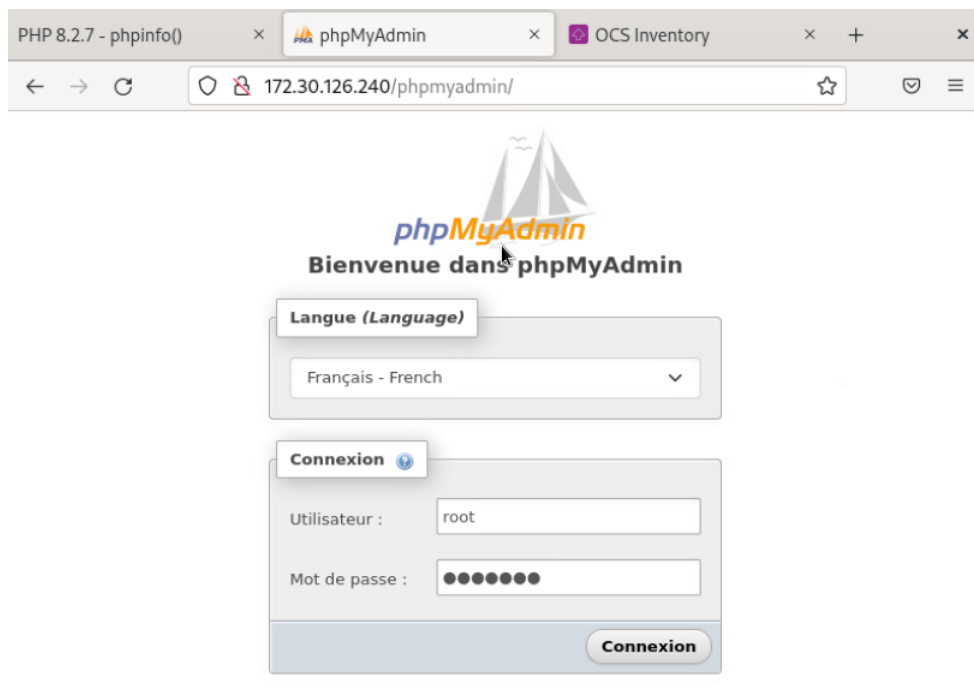 PHP 8.2.7 - phpinfo() × phpMyAdmin × OCS Inventory × + ×
172.30.126.240/phpmyadmin/
phpMyAdmin
Bienvenue dans phpMyAdmin
Langue (Language)
Français - French
Connexion
Utilisateur : root
Mot de passe : ●●●●●●●
Connexion